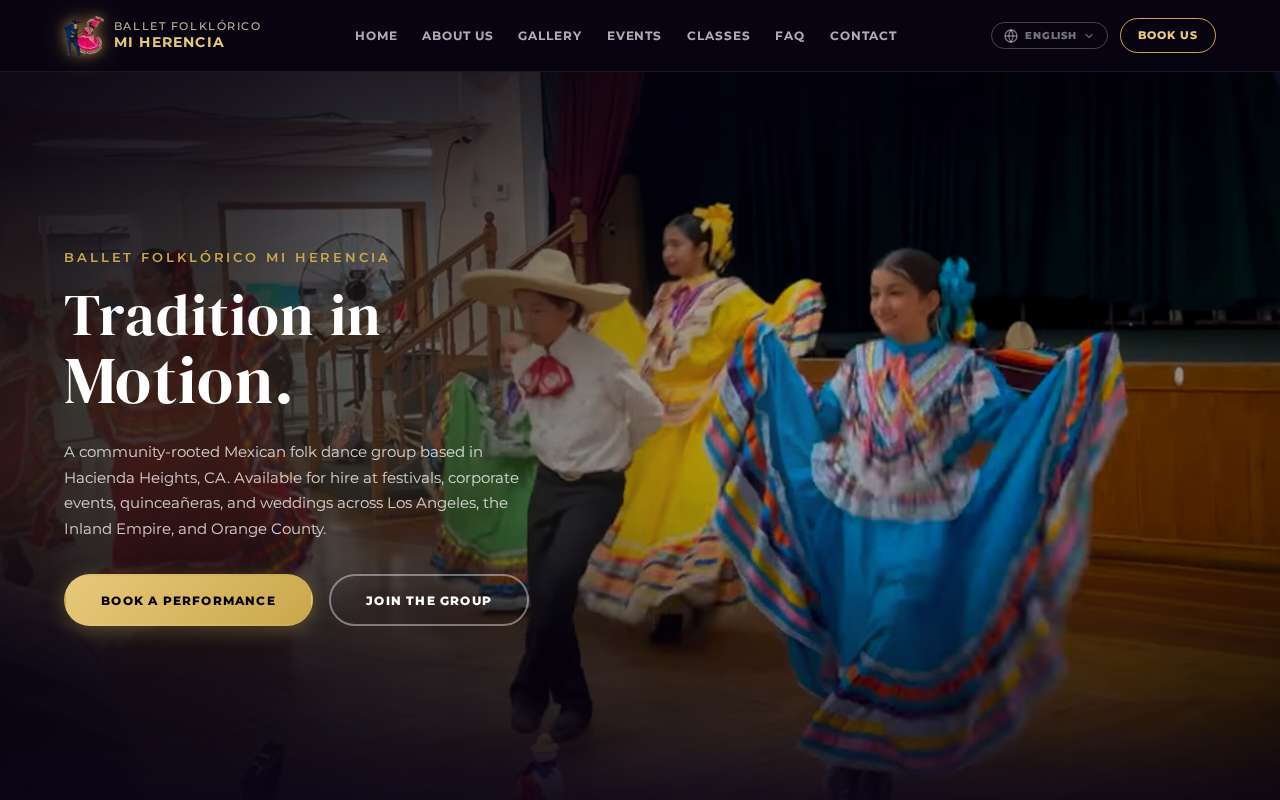 BALLET FOLKLÓRICO
MI HERENCIA
HOME ABOUT US GALLERY EVENTS CLASSES FAQ CONTACT
ENGLISH
BOOK US
BALLET FOLKLÓRICO MI HERENCIA
Tradition in
Motion.
A community-rooted Mexican folk dance group based in
Hacienda Heights, CA. Available for hire at festivals, corporate
events, quinceañeras, and weddings across Los Angeles, the
Inland Empire, and Orange County.
BOOK A PERFORMANCE
JOIN THE GROUP